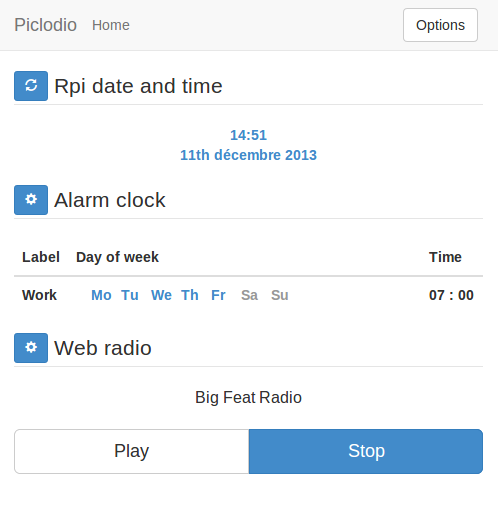 Piclodio Home Options
Rpi date and time
14:51
11th décembre 2013
Alarm clock
Label Day of week Time
Work Mo Tu We Th Fr Sa Su 07 : 00
Web radio
Big Feat Radio
Play Stop